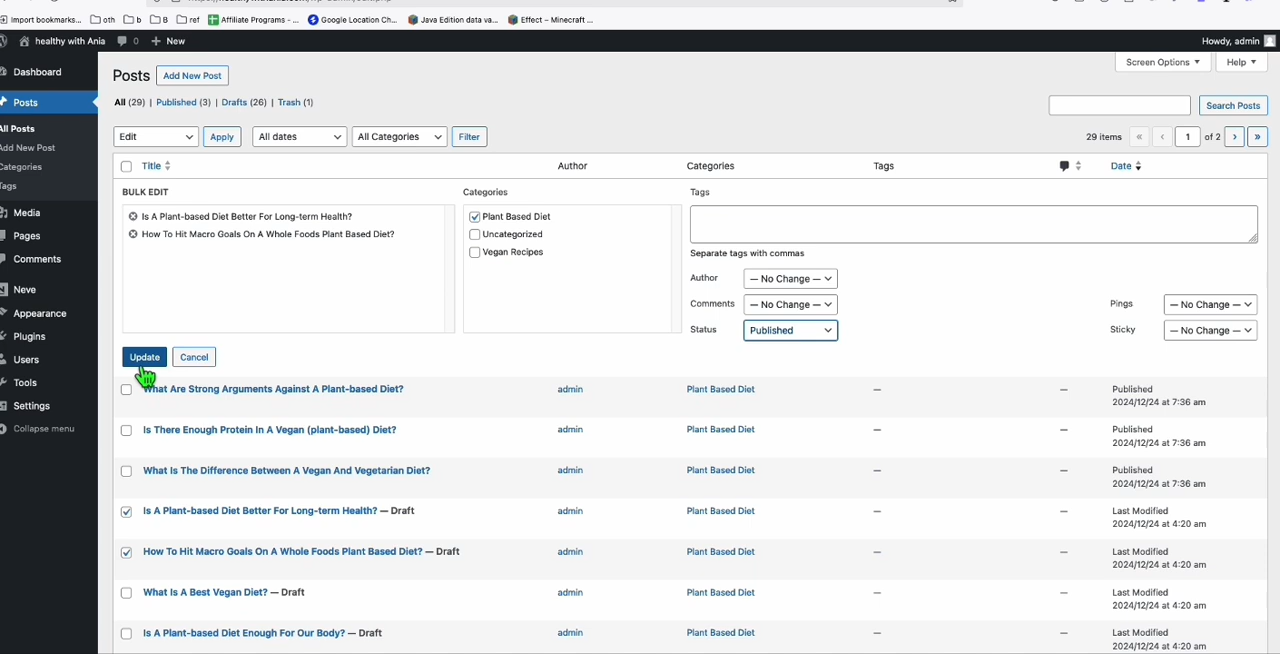 Import bookmarks... oth b B ref Affiliate Programs - ... Google Location Ch... Java Edition data va... Effect – Minecraft ...
healthy with Ania 0 + New Howdy, admin
Screen Options ▼ Help ▼
Dashboard
Posts
All Posts
Add New Post
Categories
Tags
Media
Pages
Comments
Neve
Appearance
Plugins
Users
Tools
Settings
Collapse menu
Posts Add New Post
All (29) | Published (3) | Drafts (26) | Trash (1)
Search Posts
Edit Apply All dates All Categories Filter 29 items « ‹ 1 of 2 › »
Title Author Categories Tags Date
BULK EDIT Categories Tags
Is A Plant-based Diet Better For Long-term Health?
How To Hit Macro Goals On A Whole Foods Plant Based Diet?
Plant Based Diet
Uncategorized
Vegan Recipes
Separate tags with commas
Author — No Change —
Comments — No Change — Pings — No Change —
Status Published Sticky — No Change —
Update Cancel
What Are Strong Arguments Against A Plant-based Diet? admin Plant Based Diet — — Published
2024/12/24 at 7:36 am
Is There Enough Protein In A Vegan (plant-based) Diet? admin Plant Based Diet — — Published
2024/12/24 at 7:36 am
What Is The Difference Between A Vegan And Vegetarian Diet? admin Plant Based Diet — — Published
2024/12/24 at 7:36 am
Is A Plant-based Diet Better For Long-term Health? — Draft admin Plant Based Diet — — Last Modified
2024/12/24 at 4:20 am
How To Hit Macro Goals On A Whole Foods Plant Based Diet? — Draft admin Plant Based Diet — — Last Modified
2024/12/24 at 4:20 am
What Is A Best Vegan Diet? — Draft admin Plant Based Diet — — Last Modified
2024/12/24 at 4:20 am
Is A Plant-based Diet Enough For Our Body? — Draft admin Plant Based Diet — — Last Modified
2024/12/24 at 4:20 am